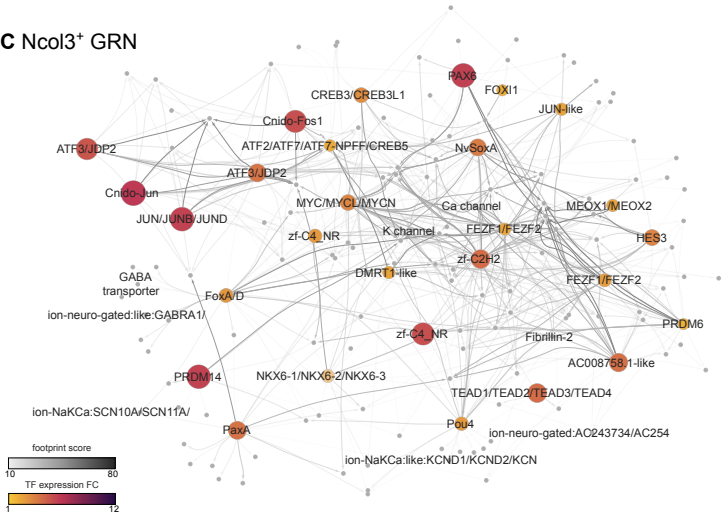 C Ncol3+ GRN
PAX6
FOXI1
CREB3/CREB3L1
JUN-like
Cnido-Fos1
ATF3/JDP2
ATF2/ATF7/ATF7-NPFF/CREB5
NvSoxA
ATF3/JDP2
Cnido-Jun
MYC/MYCL/MYCN
Ca channel
MEOX1/MEOX2
JUN/JUNB/JUND
zf-C4_NR
K channel
FEZF1/FEZF2
HES3
zf-C2H2
DMRT1-like
GABA
transporter
FEZF1/FEZF2
FoxA/D
ion-neuro-gated:like:GABRA1/
PRDM6
zf-C4_NR
Fibrillin-2
AC008758.1-like
PRDM14
NKX6-1/NKX6-2/NKX6-3
TEAD1/TEAD2/TEAD3/TEAD4
ion-NaKCa:SCN10A/SCN11A/
PaxA
Pou4
ion-neuro-gated:AC243734/AC254
footprint score
ion-NaKCa:like:KCND1/KCND2/KCN
10
80
TF expression FC
1
12